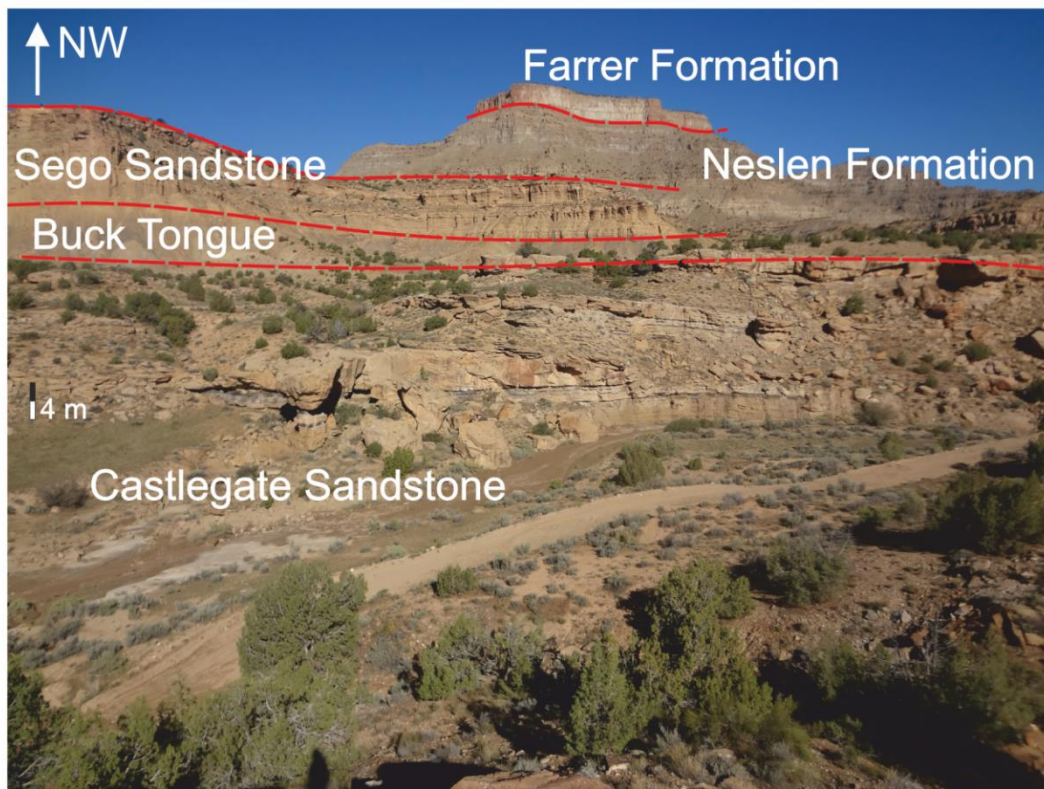 NW
Farrer Formation
Sego Sandstone
Neslen Formation
Buck Tongue
4 m
Castlegate Sandstone